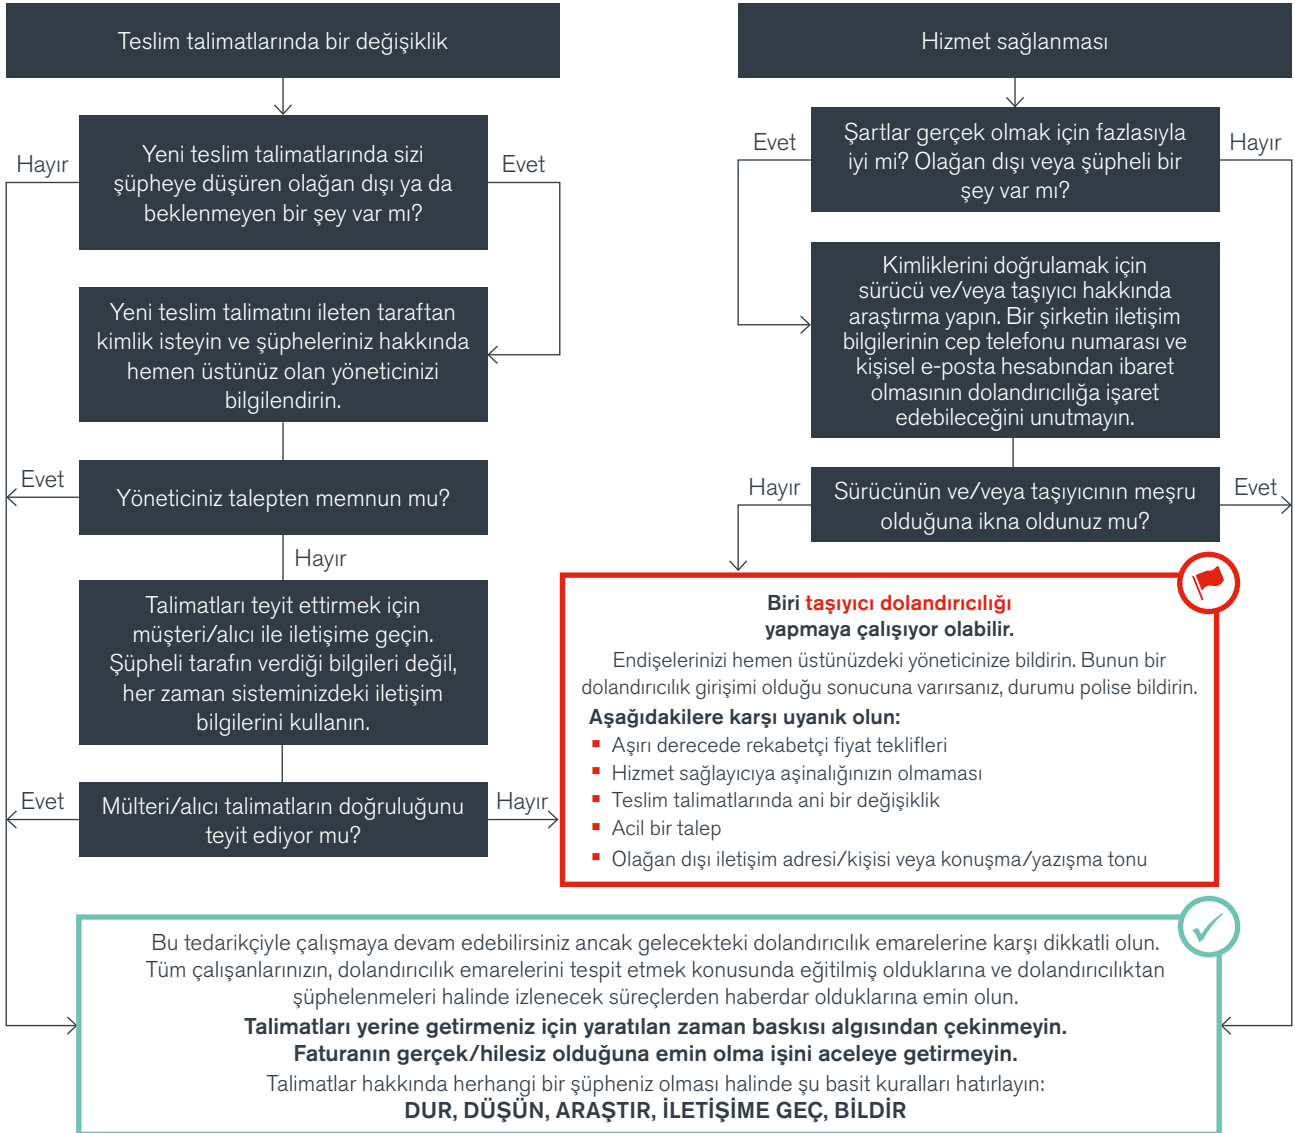 Teslim talimatlarında bir değişiklik
Hayır
Yeni teslim talimatlarında sizi
şüpheye düşüren olağan dışı ya da
beklenmeyen bir şey var mı?
Evet
Yeni teslim talimatını ileten taraftan
kimlik isteyin ve şüpheleriniz hakkında
hemen üstünüz olan yöneticinizi
bilgilendirin.
Evet
Yöneticiniz talepten memnun mu?
Hayır
Talimatları teyit ettirmek için
müşteri/alıcı ile iletişime geçin.
Şüpheli tarafın verdiği bilgileri değil,
her zaman sisteminizdeki iletişim
bilgilerini kullanın.
Evet
Mülteri/alıcı talimatların doğruluğunu
teyit ediyor mu?
Hayır
Hizmet sağlanması
Evet
Şartlar gerçek olmak için fazlasıyla
iyi mi? Olağan dışı veya şüpheli bir
şey var mı?
Hayır
Kimliklerini doğrulamak için
sürücü ve/veya taşıyıcı hakkında
araştırma yapın. Bir şirketin iletişim
bilgilerinin cep telefonu numarası ve
kişisel e-posta hesabından ibaret
olmasının dolandırıcılığa işaret
edebileceğini unutmayın.
Hayır
Sürücünün ve/veya taşıyıcının meşru
olduğuna ikna oldunuz mu?
Evet
Biri taşıyıcı dolandırıcılığı
yapmaya çalışıyor olabilir.
Endişelerinizi hemen üstünüzdeki yöneticinize bildirin. Bunun bir
dolandırıcılık girişimi olduğu sonucuna varırsanız, durumu polise bildirin.
Aşağıdakilere karşı uyanık olun:
▪ Aşırı derecede rekabetçi fiyat teklifleri
▪ Hizmet sağlayıcıya aşinalığınızın olmaması
▪ Teslim talimatlarında ani bir değişiklik
▪ Acil bir talep
▪ Olağan dışı iletişim adresi/kişisi veya konuşma/yazışma tonu
Bu tedarikçiyle çalışmaya devam edebilirsiniz ancak gelecekteki dolandırıcılık emarelerine karşı dikkatli olun.
Tüm çalışanlarınızın, dolandırıcılık emarelerini tespit etmek konusunda eğitilmiş olduklarına ve dolandırıcılıktan
şüphelenmeleri halinde izlenecek süreçlerden haberdar olduklarına emin olun.
Talimatları yerine getirmeniz için yaratılan zaman baskısı algısından çekinmeyin.
Faturanın gerçek/hilesiz olduğuna emin olma işini aceleye getirmeyin.
Talimatlar hakkında herhangi bir şüpheniz olması halinde şu basit kuralları hatırlayın:
DUR, DÜŞÜN, ARAŞTIR, İLETİŞİME GEÇ, BİLDİR